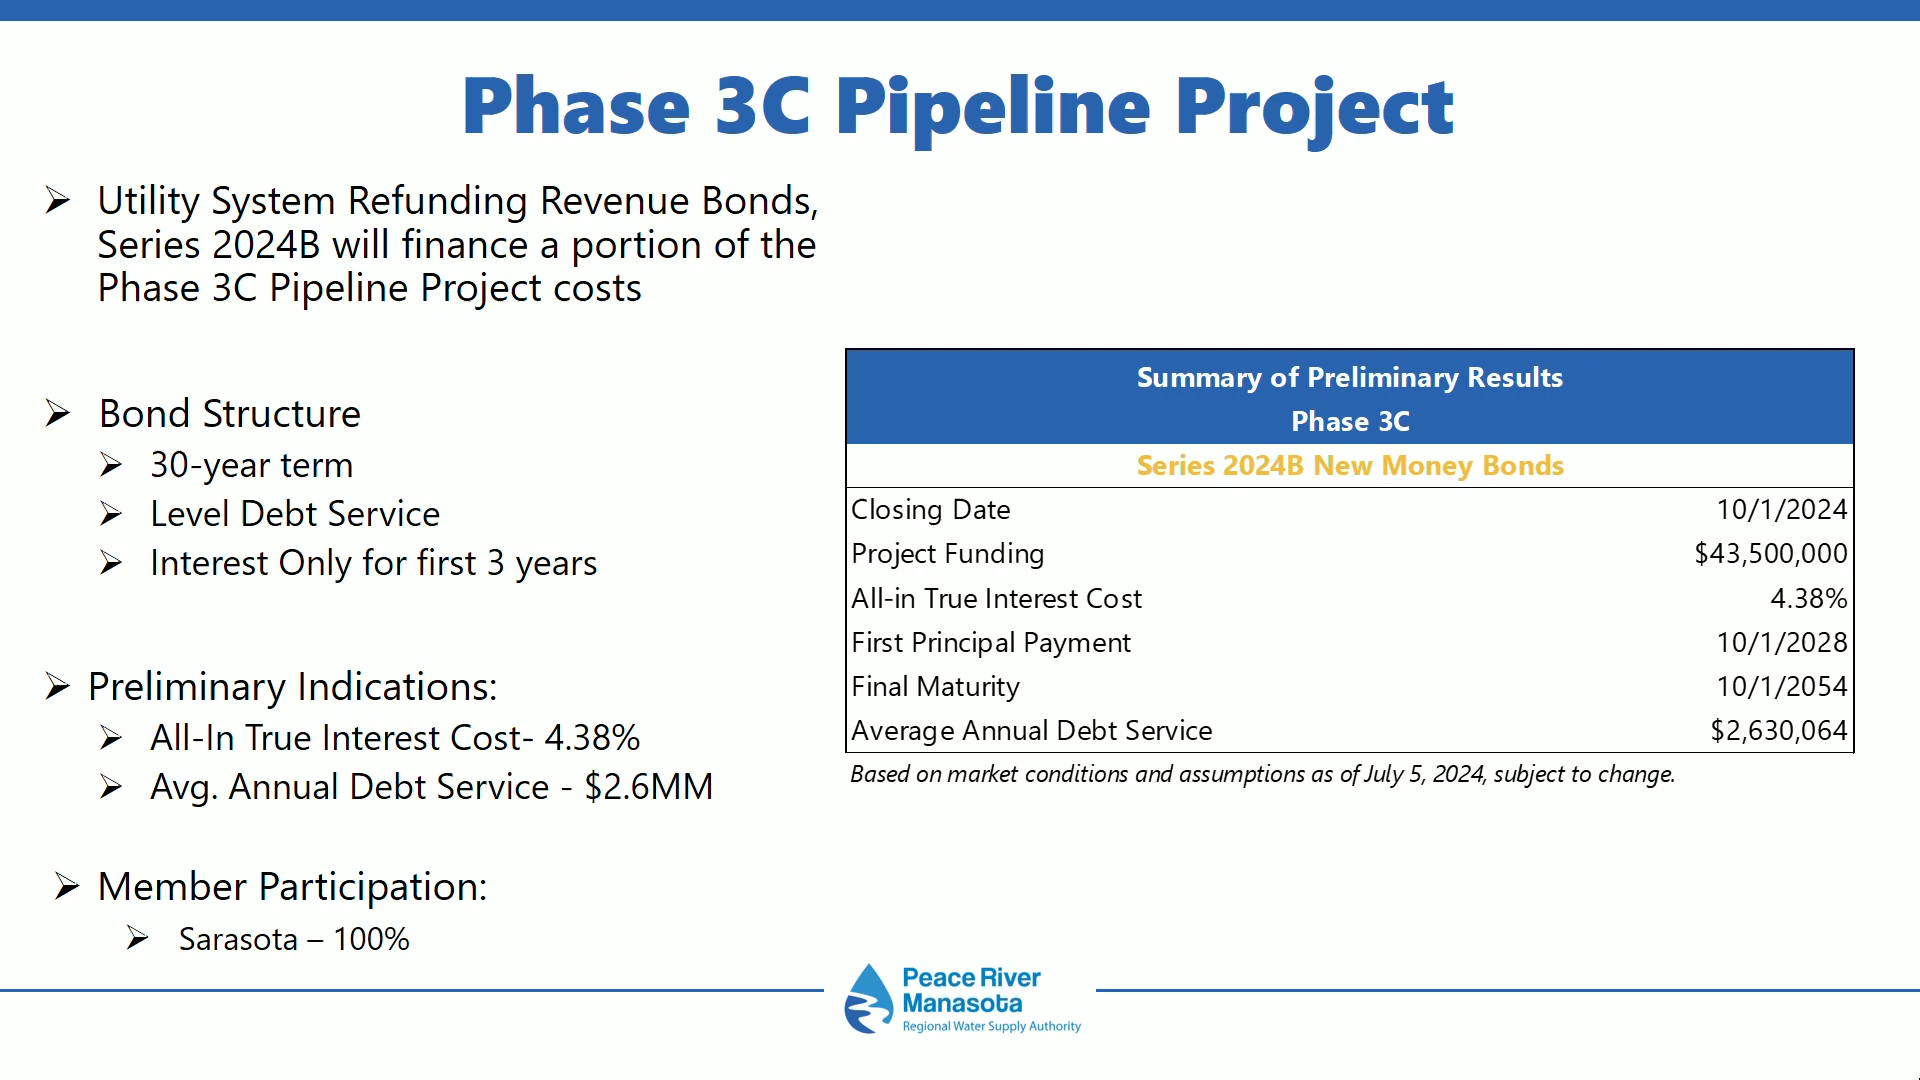 Phase 3C Pipeline Project
➢ Utility System Refunding Revenue Bonds,
Series 2024B will finance a portion of the
Phase 3C Pipeline Project costs
➢ Bond Structure
➢ 30-year term
➢ Level Debt Service
➢ Interest Only for first 3 years
➢ Preliminary Indications:
➢ All-In True Interest Cost- 4.38%
➢ Avg. Annual Debt Service - $2.6MM
➢ Member Participation:
➢ Sarasota – 100%
Summary of Preliminary Results
Phase 3C
Series 2024B New Money Bonds
Closing Date 10/1/2024
Project Funding $43,500,000
All-in True Interest Cost 4.38%
First Principal Payment 10/1/2028
Final Maturity 10/1/2054
Average Annual Debt Service $2,630,064
Based on market conditions and assumptions as of July 5, 2024, subject to change.
Peace River
Manasota
Regional Water Supply Authority